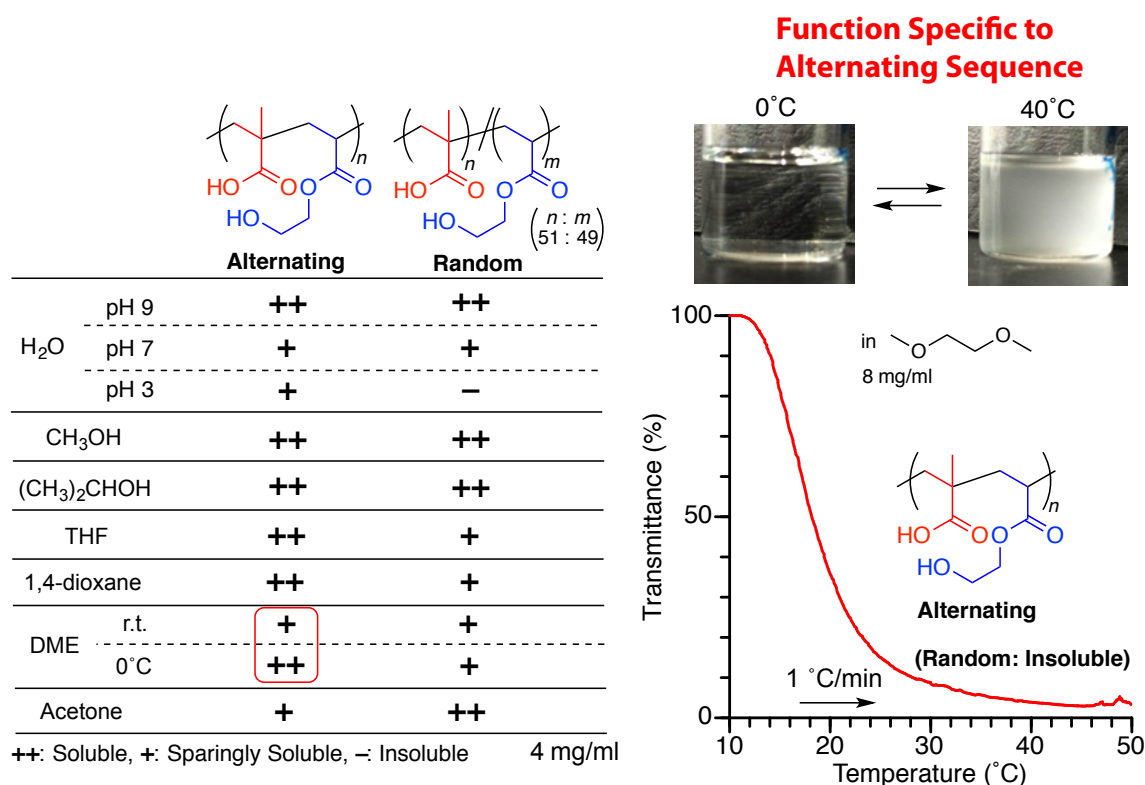 Function Specific to
Alternating Sequence
0˚C 40˚C
n n m
HO O O O HO O O O
HO HO
(n : m
51 : 49)
Alternating Random
H2O pH 9 ++ ++
pH 7 + +
pH 3 + –
CH3OH ++ ++
(CH3)2CHOH ++ ++
THF ++ +
1,4-dioxane ++ +
DME r.t. + +
0˚C ++ +
Acetone + ++
++: Soluble, +: Sparingly Soluble, –: Insoluble 4 mg/ml
Transmittance (%)
100
50
0
in O O
8 mg/ml
n
HO O O O
HO
Alternating
(Random: Insoluble)
1 ˚C/min
10 20 30 40 50
Temperature (˚C)